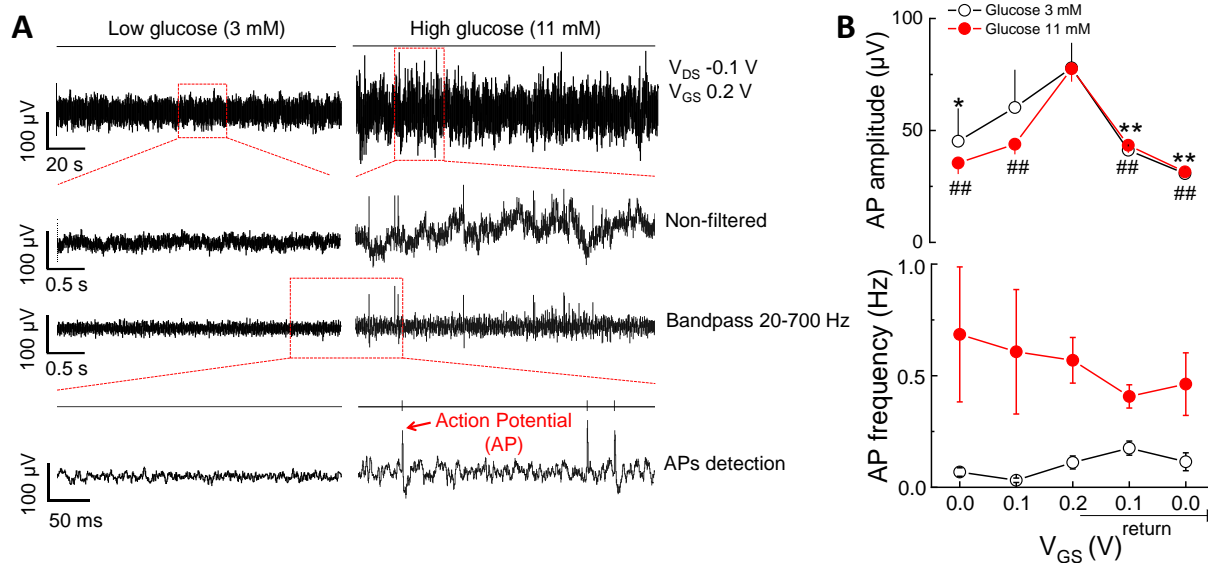 A
Low glucose (3 mM)
High glucose (11 mM)
V_DS -0.1 V
V_GS 0.2 V
100 µV
20 s
Non-filtered
100 µV
0.5 s
Bandpass 20-700 Hz
100 µV
0.5 s
Action Potential
(AP)
APs detection
100 µV
50 ms
B
Glucose 3 mM
Glucose 11 mM
100
50
0
AP amplitude (µV)
*
**
**
##
##
##
##
1.0
0.5
0.0
AP frequency (Hz)
0.0 0.1 0.2 0.1 0.0
return
V_GS (V)